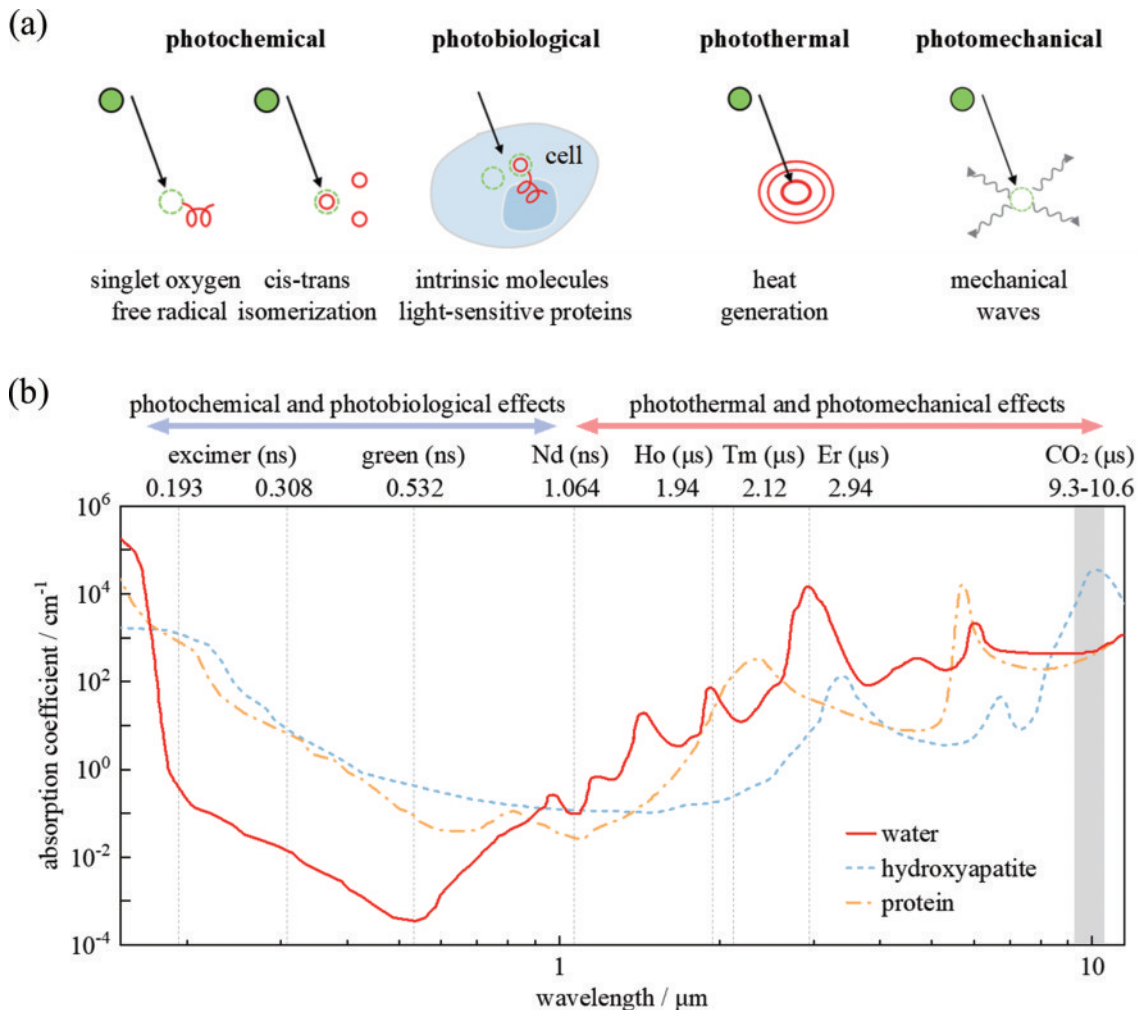 (a)
photochemical photobiological photothermal photomechanical
cell
singlet oxygen cis-trans intrinsic molecules heat mechanical
free radical isomerization light-sensitive proteins generation waves
(b)
photochemical and photobiological effects photothermal and photomechanical effects
excimer (ns) green (ns) Nd (ns) Ho (μs) Tm (μs) Er (μs) CO₂ (μs)
0.193 0.308 0.532 1.064 1.94 2.12 2.94 9.3-10.6
10⁶
10⁴
10²
10⁰
10⁻²
10⁻⁴
absorption coefficient / cm⁻¹
water
hydroxyapatite
protein
1 10
wavelength / μm